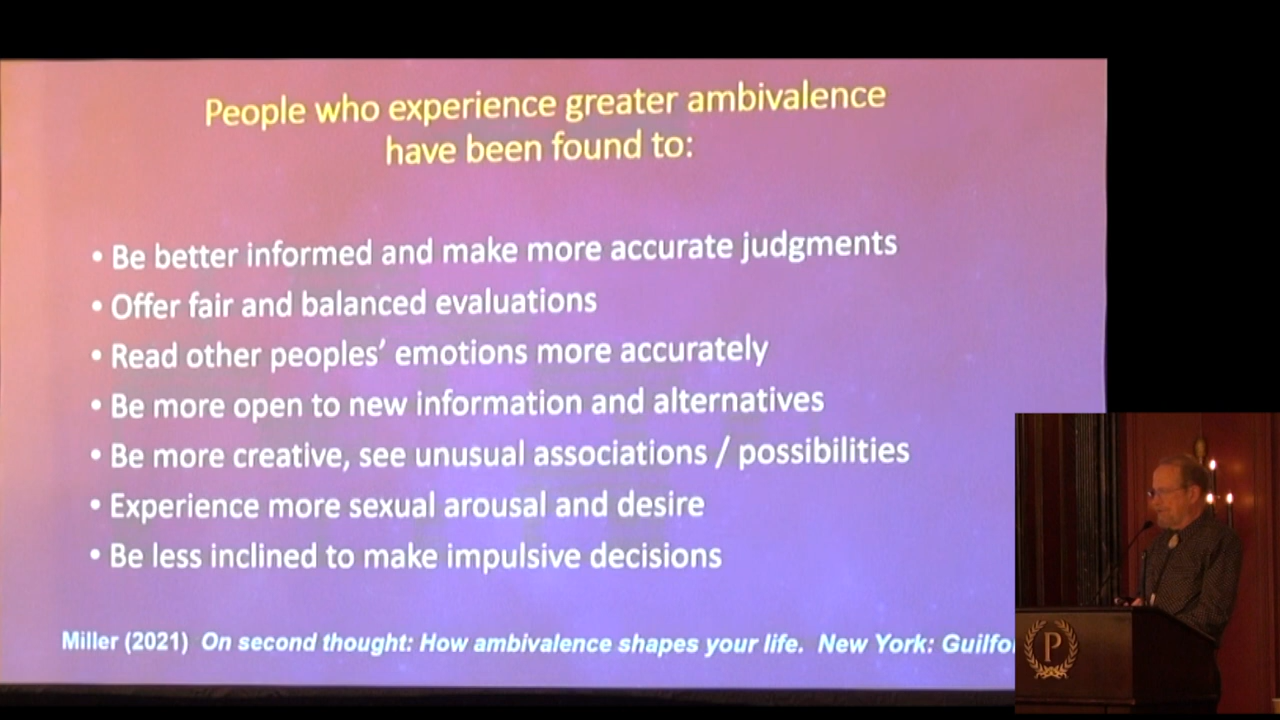 People who experience greater ambivalence
have been found to:
• Be better informed and make more accurate judgments
• Offer fair and balanced evaluations
• Read other peoples’ emotions more accurately
• Be more open to new information and alternatives
• Be more creative, see unusual associations / possibilities
• Experience more sexual arousal and desire
• Be less inclined to make impulsive decisions
Miller (2021) On second thought: How ambivalence shapes your life. New York: Guilfo
P